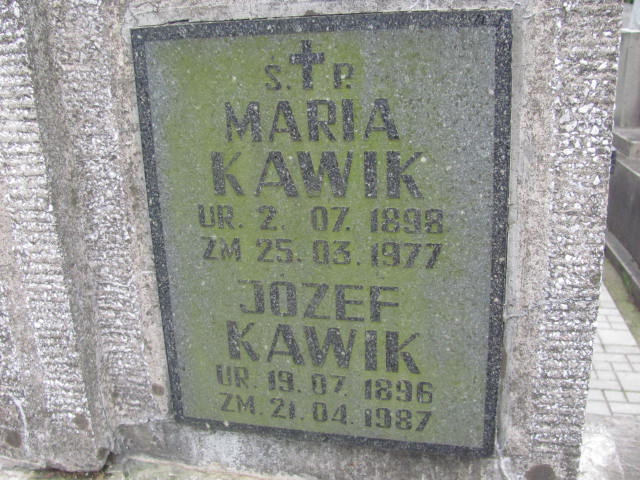 Ś. P.
MARIA
KAWIK
UR. 2. 07. 1898
ZM 25. 03. 1977
JÓZEF
KAWIK
UR. 19. 07. 1896
ZM. 21. 04. 1987